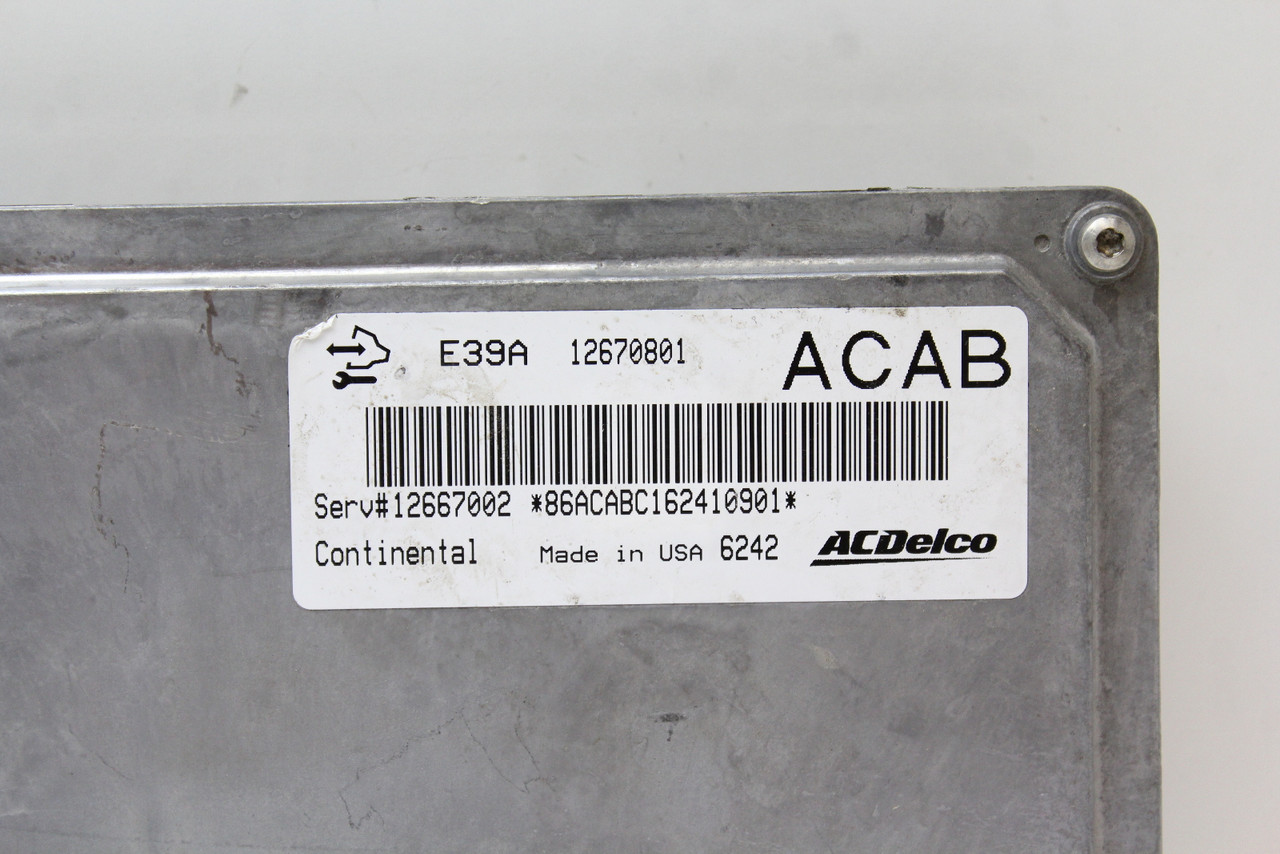 E39A 12670801 ACAB
Serv#12667002 *86ACABC162410901*
Continental Made in USA 6242 ACDelco